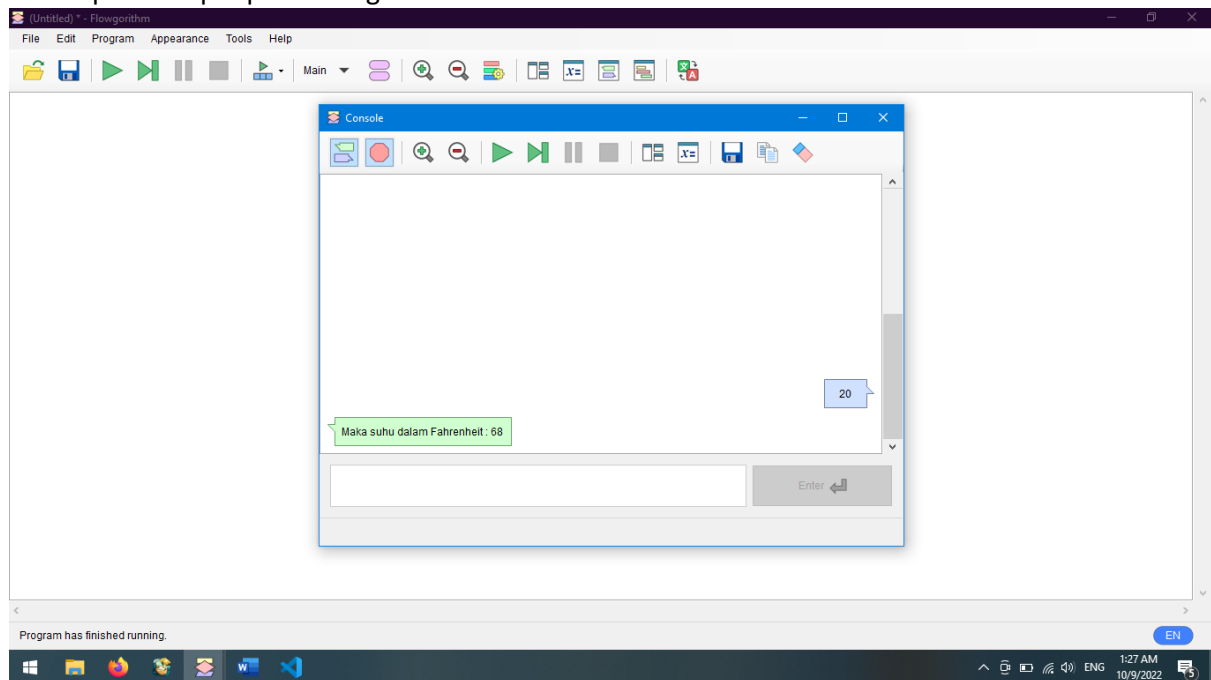 (Untitled) * - Flowgorithm
File Edit Program Appearance Tools Help
Main
Console
20
Maka suhu dalam Fahrenheit : 68
Enter
Program has finished running.
EN
ENG
1:27 AM
10/9/2022